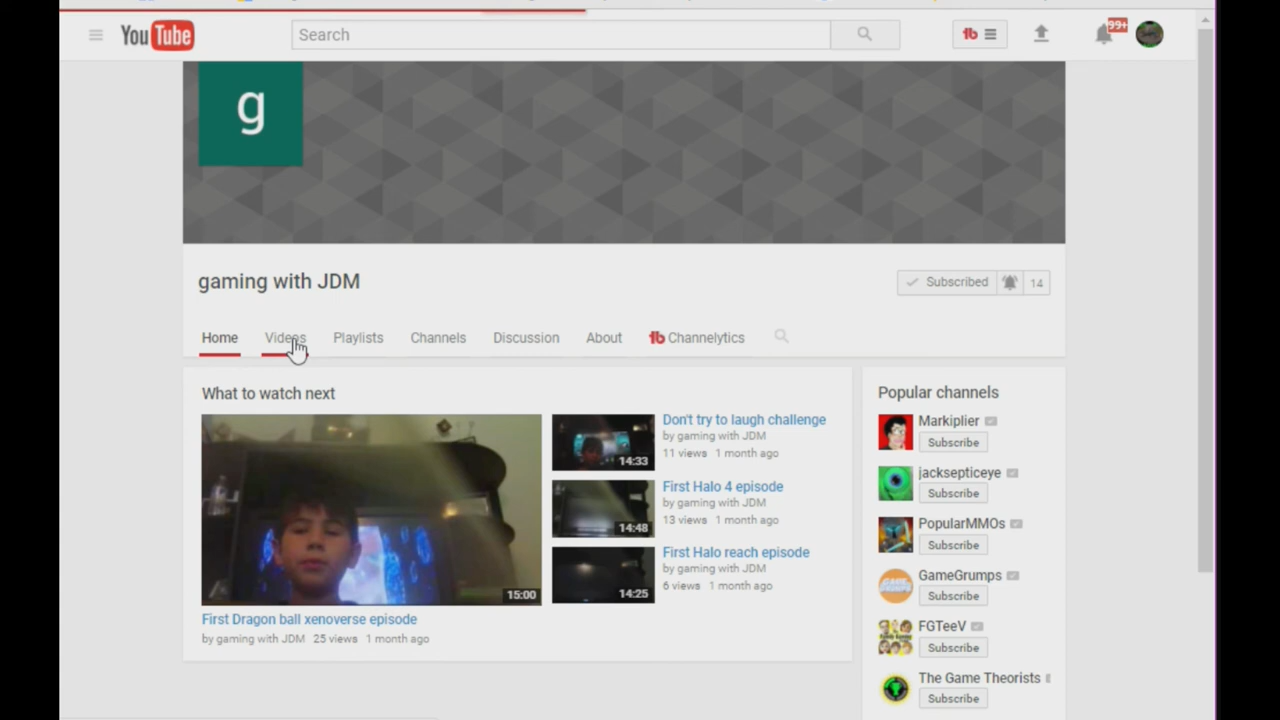 YouTube
Search
99+
g
gaming with JDM
Subscribed 14
Home Videos Playlists Channels Discussion About Channelytics
What to watch next
15:00
First Dragon ball xenoverse episode
by gaming with JDM 25 views 1 month ago
14:33
Don't try to laugh challenge
by gaming with JDM
11 views 1 month ago
14:48
First Halo 4 episode
by gaming with JDM
13 views 1 month ago
14:25
First Halo reach episode
by gaming with JDM
6 views 1 month ago
Popular channels
Markiplier
Subscribe
jacksepticeye
Subscribe
PopularMMOs
Subscribe
GameGrumps
Subscribe
FGTeeV
Subscribe
The Game Theorists
Subscribe